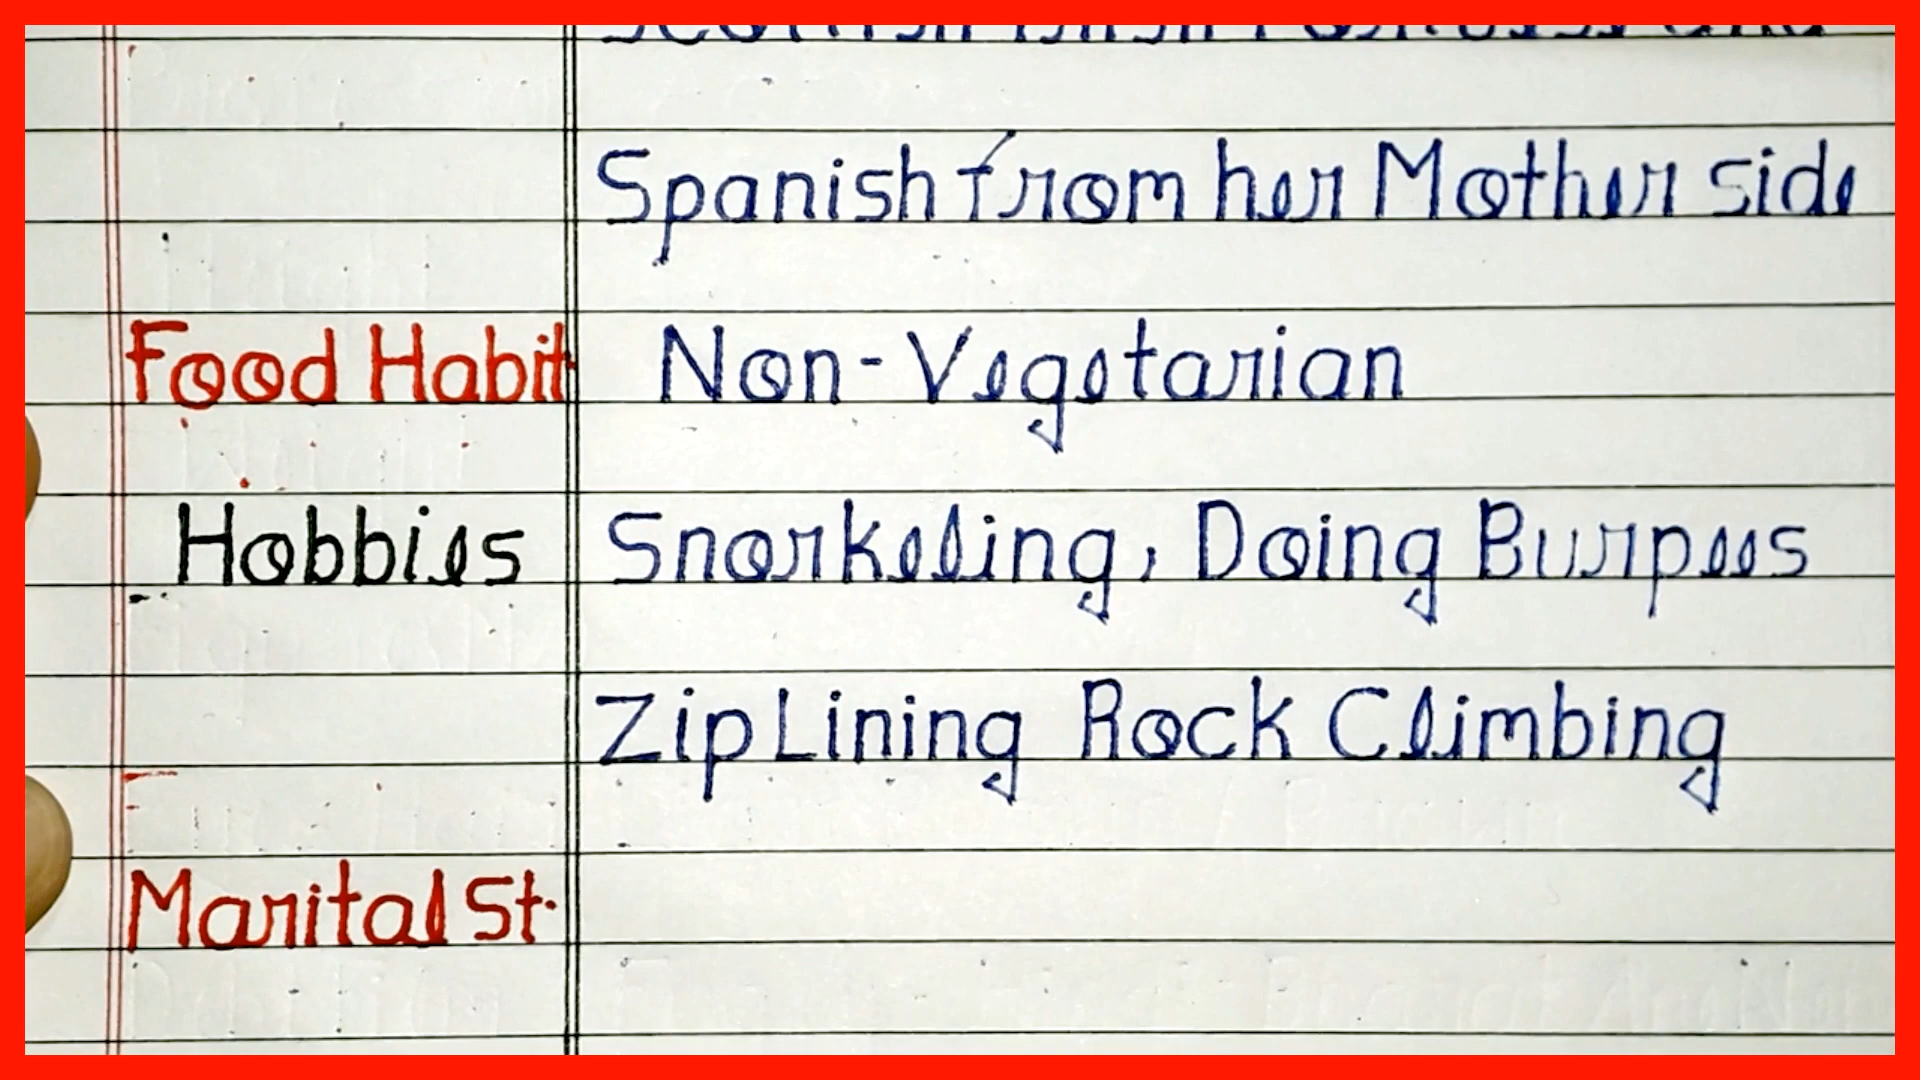 Spanish from her Mother side
Food Habit Non-Vegetarian
Hobbies Snorkeling, Doing Burpees
Zip Lining Rock Climbing
Marital St.